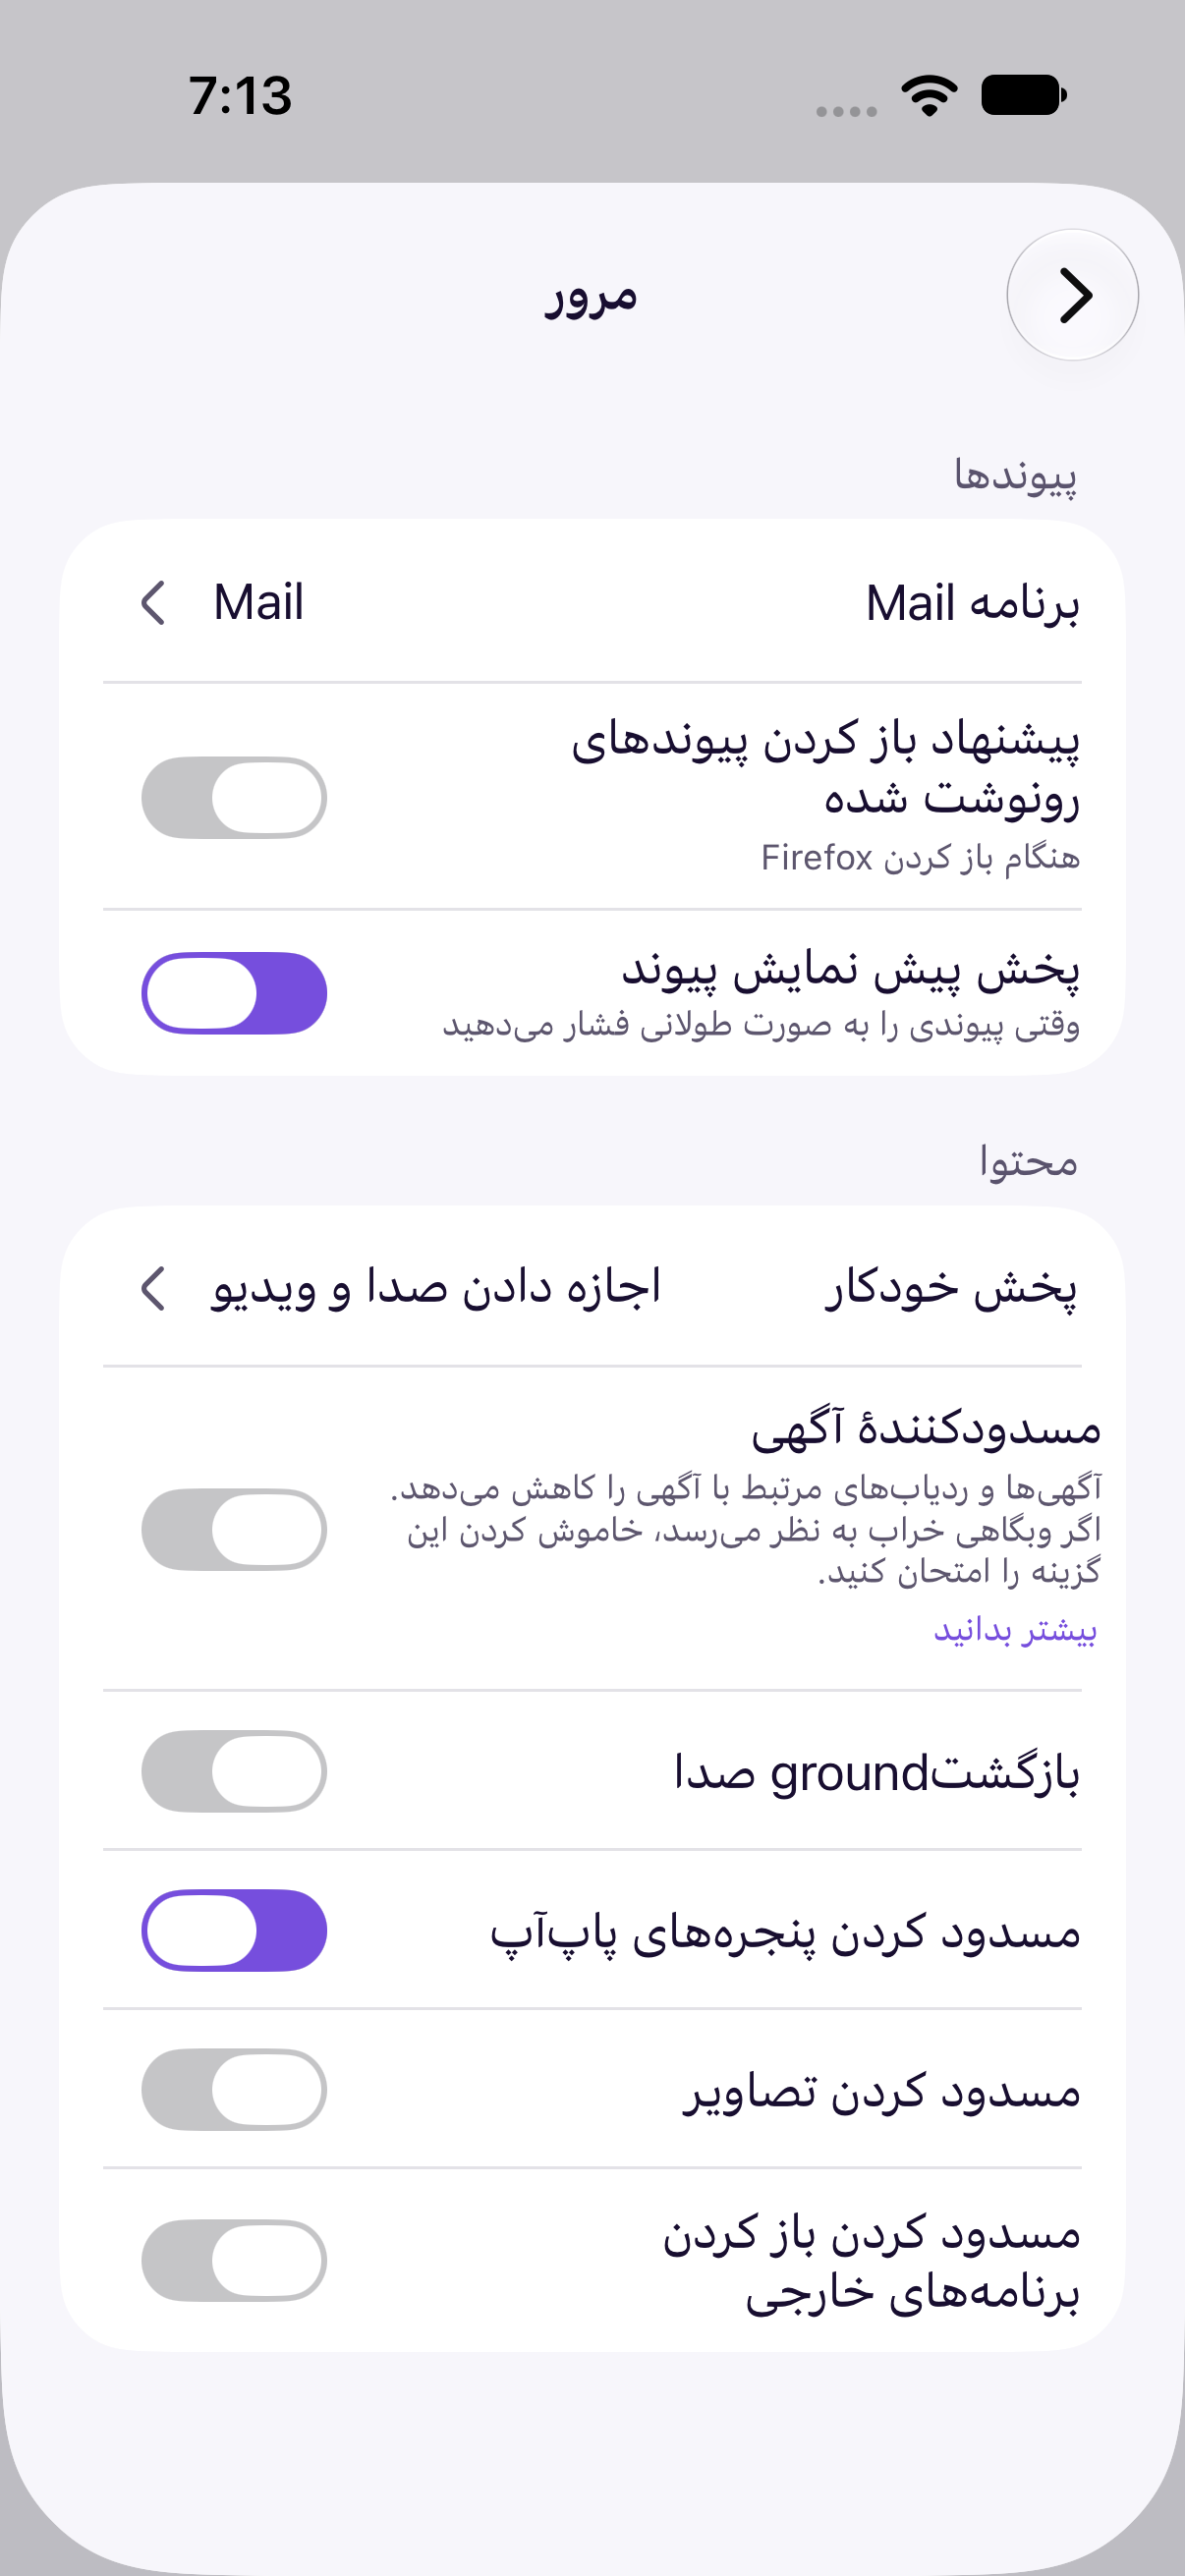 7:13
مرور
پیوندها
برنامه Mail
Mail
پیشنهاد باز کردن پیوندهای
رونوشت شده
هنگام باز کردن Firefox
پخش پیش نمایش پیوند
وقتی پیوندی را به صورت طولانی فشار می‌دهید
محتوا
پخش خودکار
اجازه دادن صدا و ویدیو
مسدودکنندهٔ آگهی
آگهی‌ها و ردیاب‌های مرتبط با آگهی را کاهش می‌دهد.
اگر وبگاهی خراب به نظر می‌رسد، خاموش کردن این
گزینه را امتحان کنید.
بیشتر بدانید
بازگشتground صدا
مسدود کردن پنجره‌های پاپ‌آپ
مسدود کردن تصاویر
مسدود کردن باز کردن
برنامه‌های خارجی